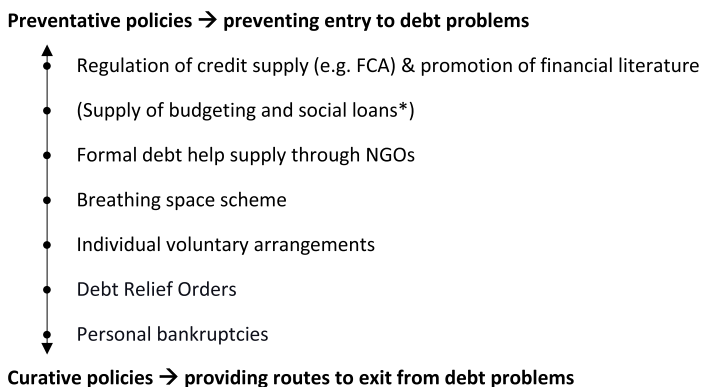 Preventative policies → preventing entry to debt problems
Regulation of credit supply (e.g. FCA) & promotion of financial literature
(Supply of budgeting and social loans*)
Formal debt help supply through NGOs
Breathing space scheme
Individual voluntary arrangements
Debt Relief Orders
Personal bankruptcies
Curative policies → providing routes to exit from debt problems